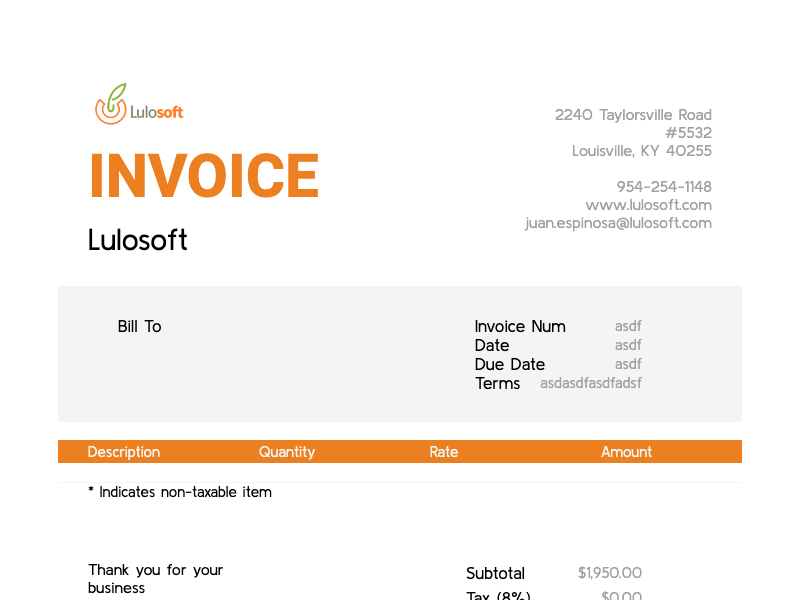 Lulosoft
INVOICE
Lulosoft
2240 Taylorsville Road
#5532
Louisville, KY 40255
954-254-1148
www.lulosoft.com
juan.espinosa@lulosoft.com
Bill To
Invoice Num asdf
Date asdf
Due Date asdf
Terms asdasdfasdfadsf
Description Quantity Rate Amount
* Indicates non-taxable item
Thank you for your
business
Subtotal $1,950.00
Tax (8%) $0.00